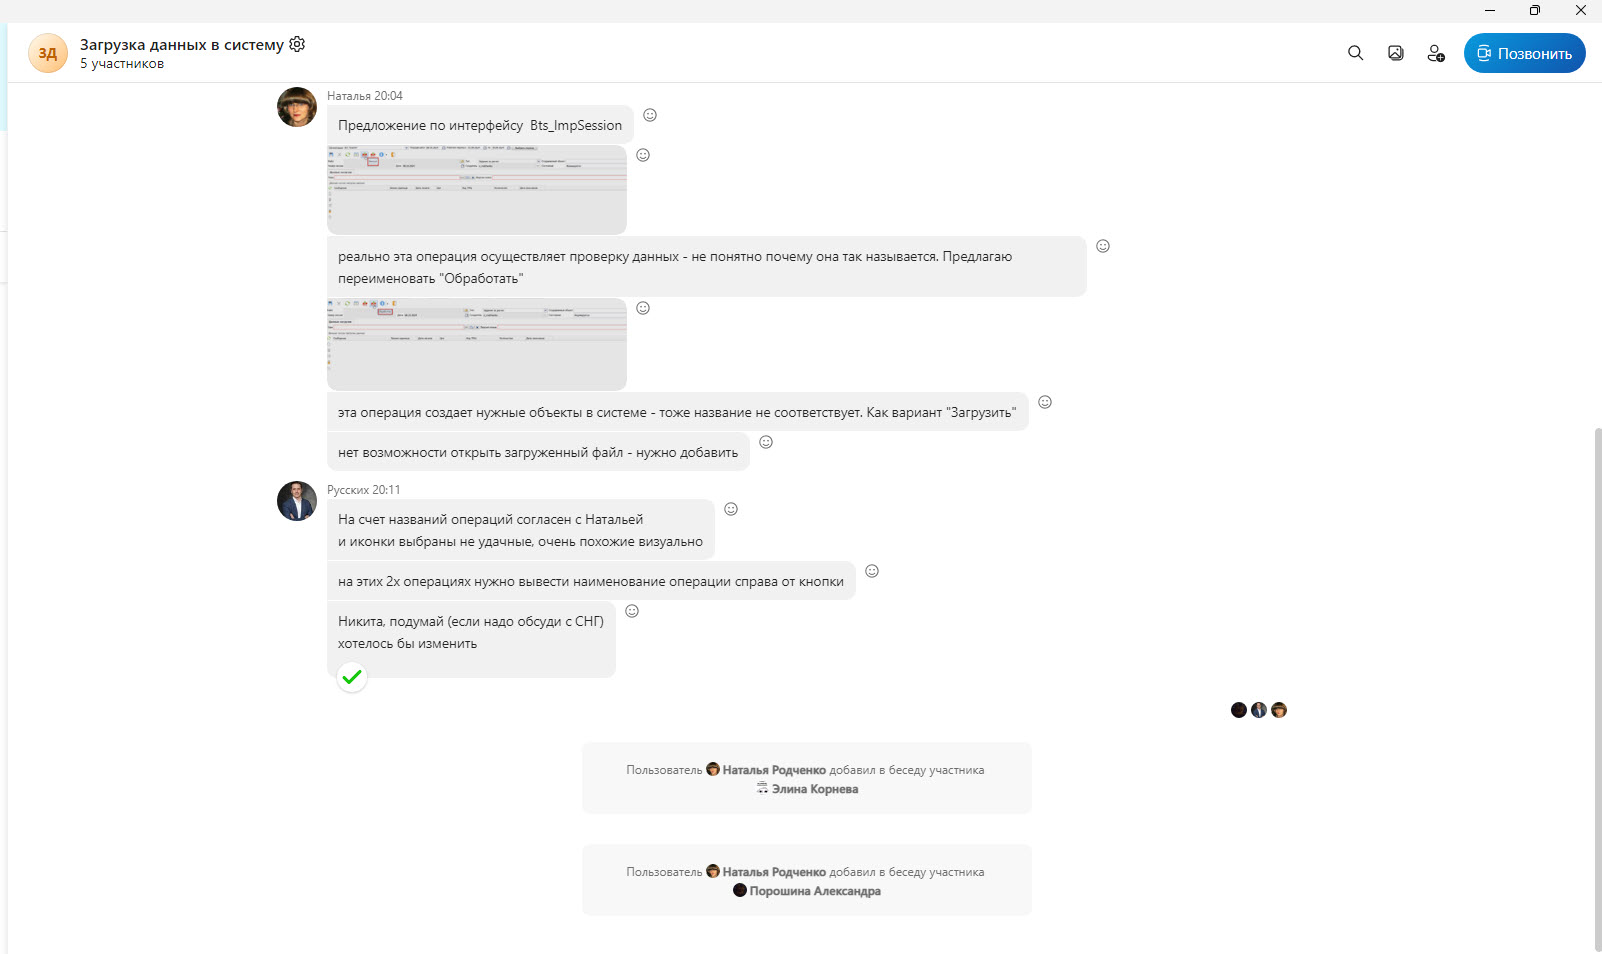 ЗД
Загрузка данных в систему
5 участников
Позвонить
Наталья 20:04
Предложение по интерфейсу Bts_ImpSession
реально эта операция осуществляет проверку данных - не понятно почему она так называется. Предлагаю
переименовать "Обработать"
эта операция создает нужные объекты в системе - тоже название не соответствует. Как вариант "Загрузить"
нет возможности открыть загруженный файл - нужно добавить
Русских 20:11
На счет названий операций согласен с Натальей
и иконки выбраны не удачные, очень похожие визуально
на этих 2х операциях нужно вывести наименование операции справа от кнопки
Никита, подумай (если надо обсуди с СНГ)
хотелось бы изменить
Пользователь Наталья Родченко добавил в беседу участника
Элина Корнева
Пользователь Наталья Родченко добавил в беседу участника
Порошина Александра